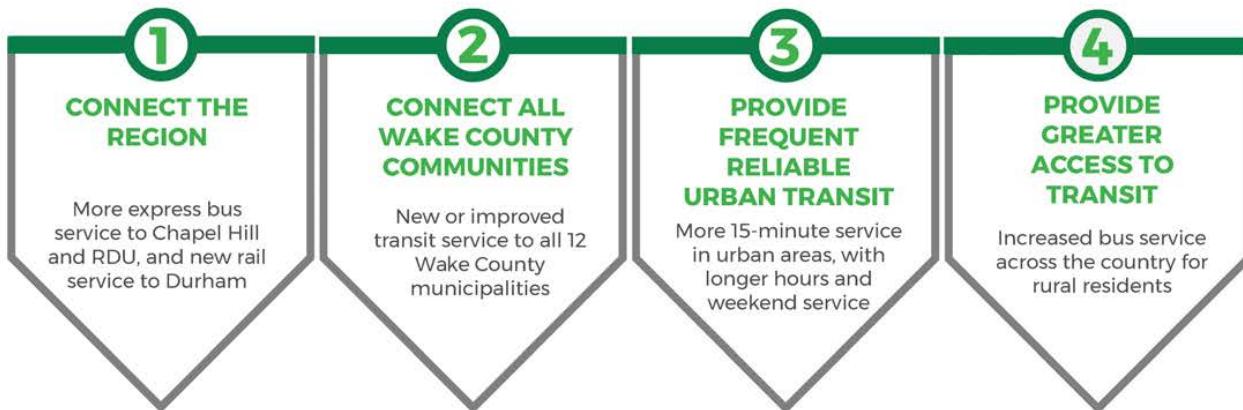 1
CONNECT THE
REGION
More express bus
service to Chapel Hill
and RDU, and new rail
service to Durham
2
CONNECT ALL
WAKE COUNTY
COMMUNITIES
New or improved
transit service to all 12
Wake County
municipalities
3
PROVIDE
FREQUENT
RELIABLE
URBAN TRANSIT
More 15-minute service
in urban areas, with
longer hours and
weekend service
4
PROVIDE
GREATER
ACCESS TO
TRANSIT
Increased bus service
across the country for
rural residents